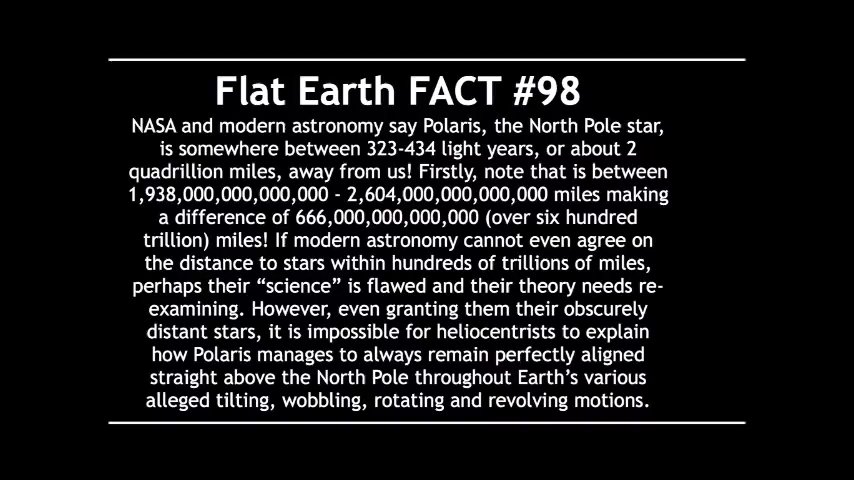 Flat Earth FACT #98
NASA and modern astronomy say Polaris, the North Pole star,
is somewhere between 323-434 light years, or about 2
quadrillion miles, away from us! Firstly, note that is between
1,938,000,000,000,000 - 2,604,000,000,000,000 miles making
a difference of 666,000,000,000,000 (over six hundred
trillion) miles! If modern astronomy cannot even agree on
the distance to stars within hundreds of trillions of miles,
perhaps their “science” is flawed and their theory needs re-
examining. However, even granting them their obscurely
distant stars, it is impossible for heliocentrists to explain
how Polaris manages to always remain perfectly aligned
straight above the North Pole throughout Earth’s various
alleged tilting, wobbling, rotating and revolving motions.